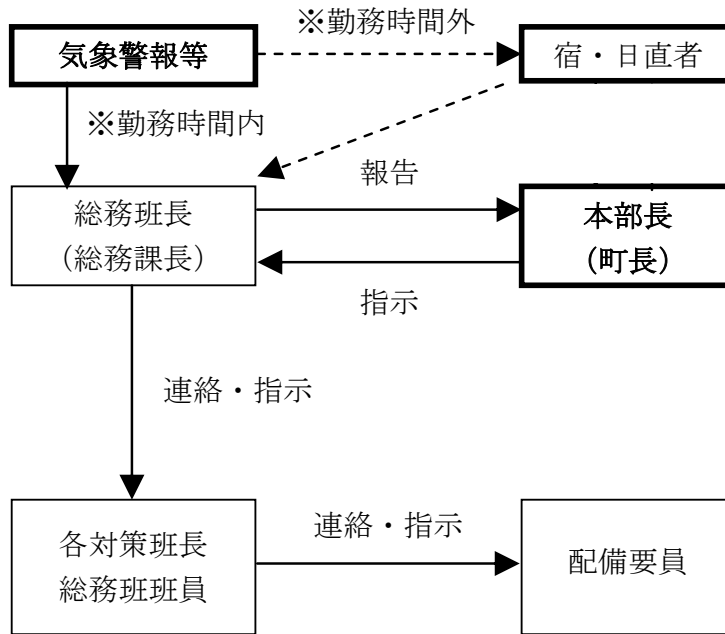 ※勤務時間外
気象警報等
宿・日直者
※勤務時間内
報告
総務班長
(総務課長)
本部長
(町長)
指示
連絡・指示
連絡・指示
各対策班長
総務班班員
配備要員